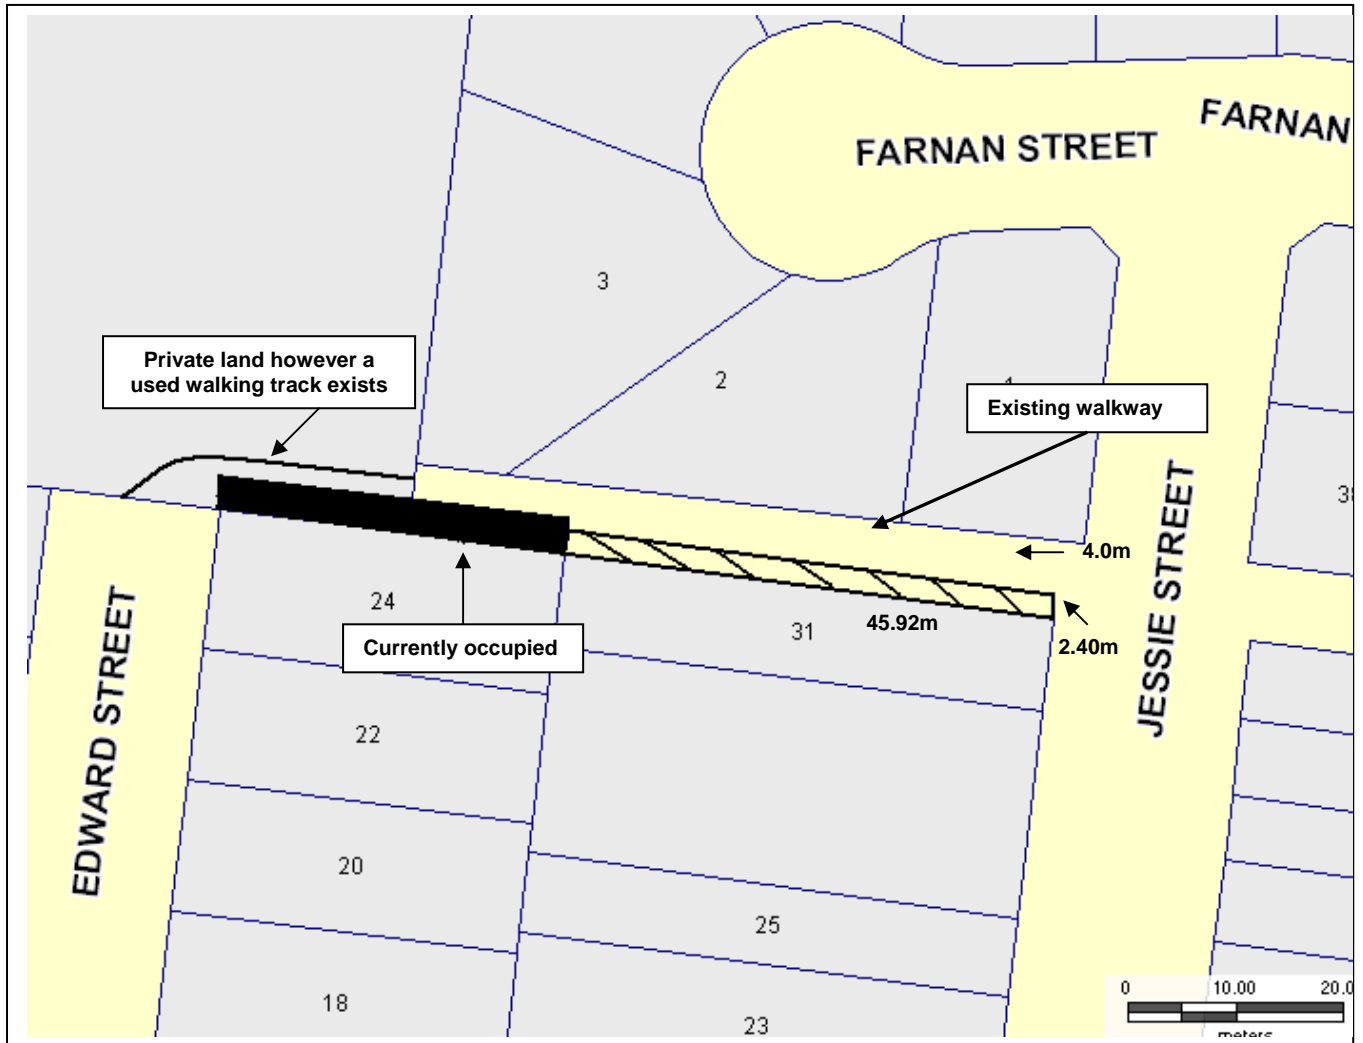 FARNAN
FARNAN STREET
3
Private land however a
used walking track exists
2
Existing walkway
4.0m
24
31
45.92m
2.40m
Currently occupied
JESSIE STREET
EDWARD STREET
22
20
25
18
23
0 10.00 20.0
meters